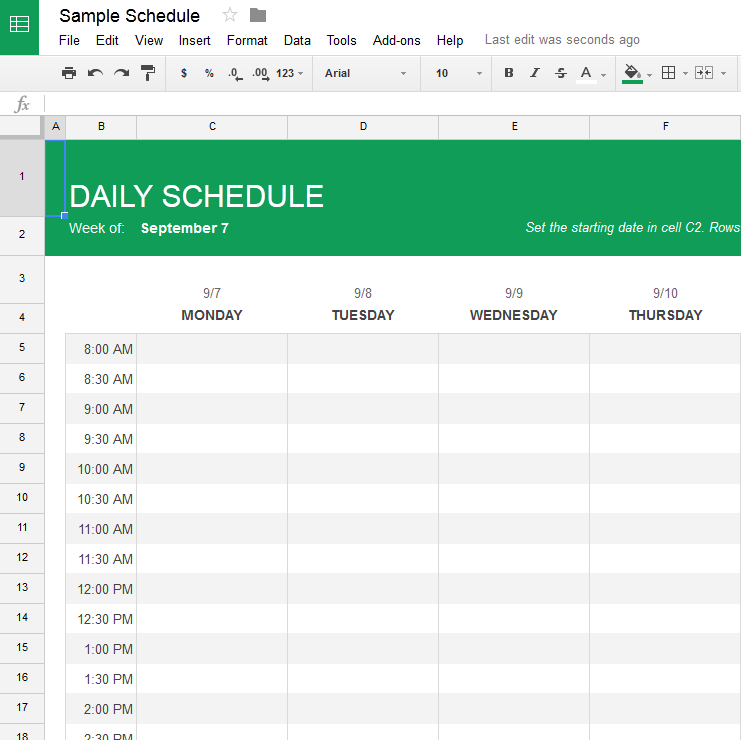 Sample Schedule
File Edit View Insert Format Data Tools Add-ons Help Last edit was seconds ago
$ % .0 .00 123 Arial 10 B I S A
fx
A B C D E F
1 DAILY SCHEDULE
2 Week of: September 7 Set the starting date in cell C2. Rows
3 9/7 9/8 9/9 9/10
4 MONDAY TUESDAY WEDNESDAY THURSDAY
5 8:00 AM
6 8:30 AM
7 9:00 AM
8 9:30 AM
9 10:00 AM
10 10:30 AM
11 11:00 AM
12 11:30 AM
13 12:00 PM
14 12:30 PM
15 1:00 PM
16 1:30 PM
17 2:00 PM
18 2:30 PM